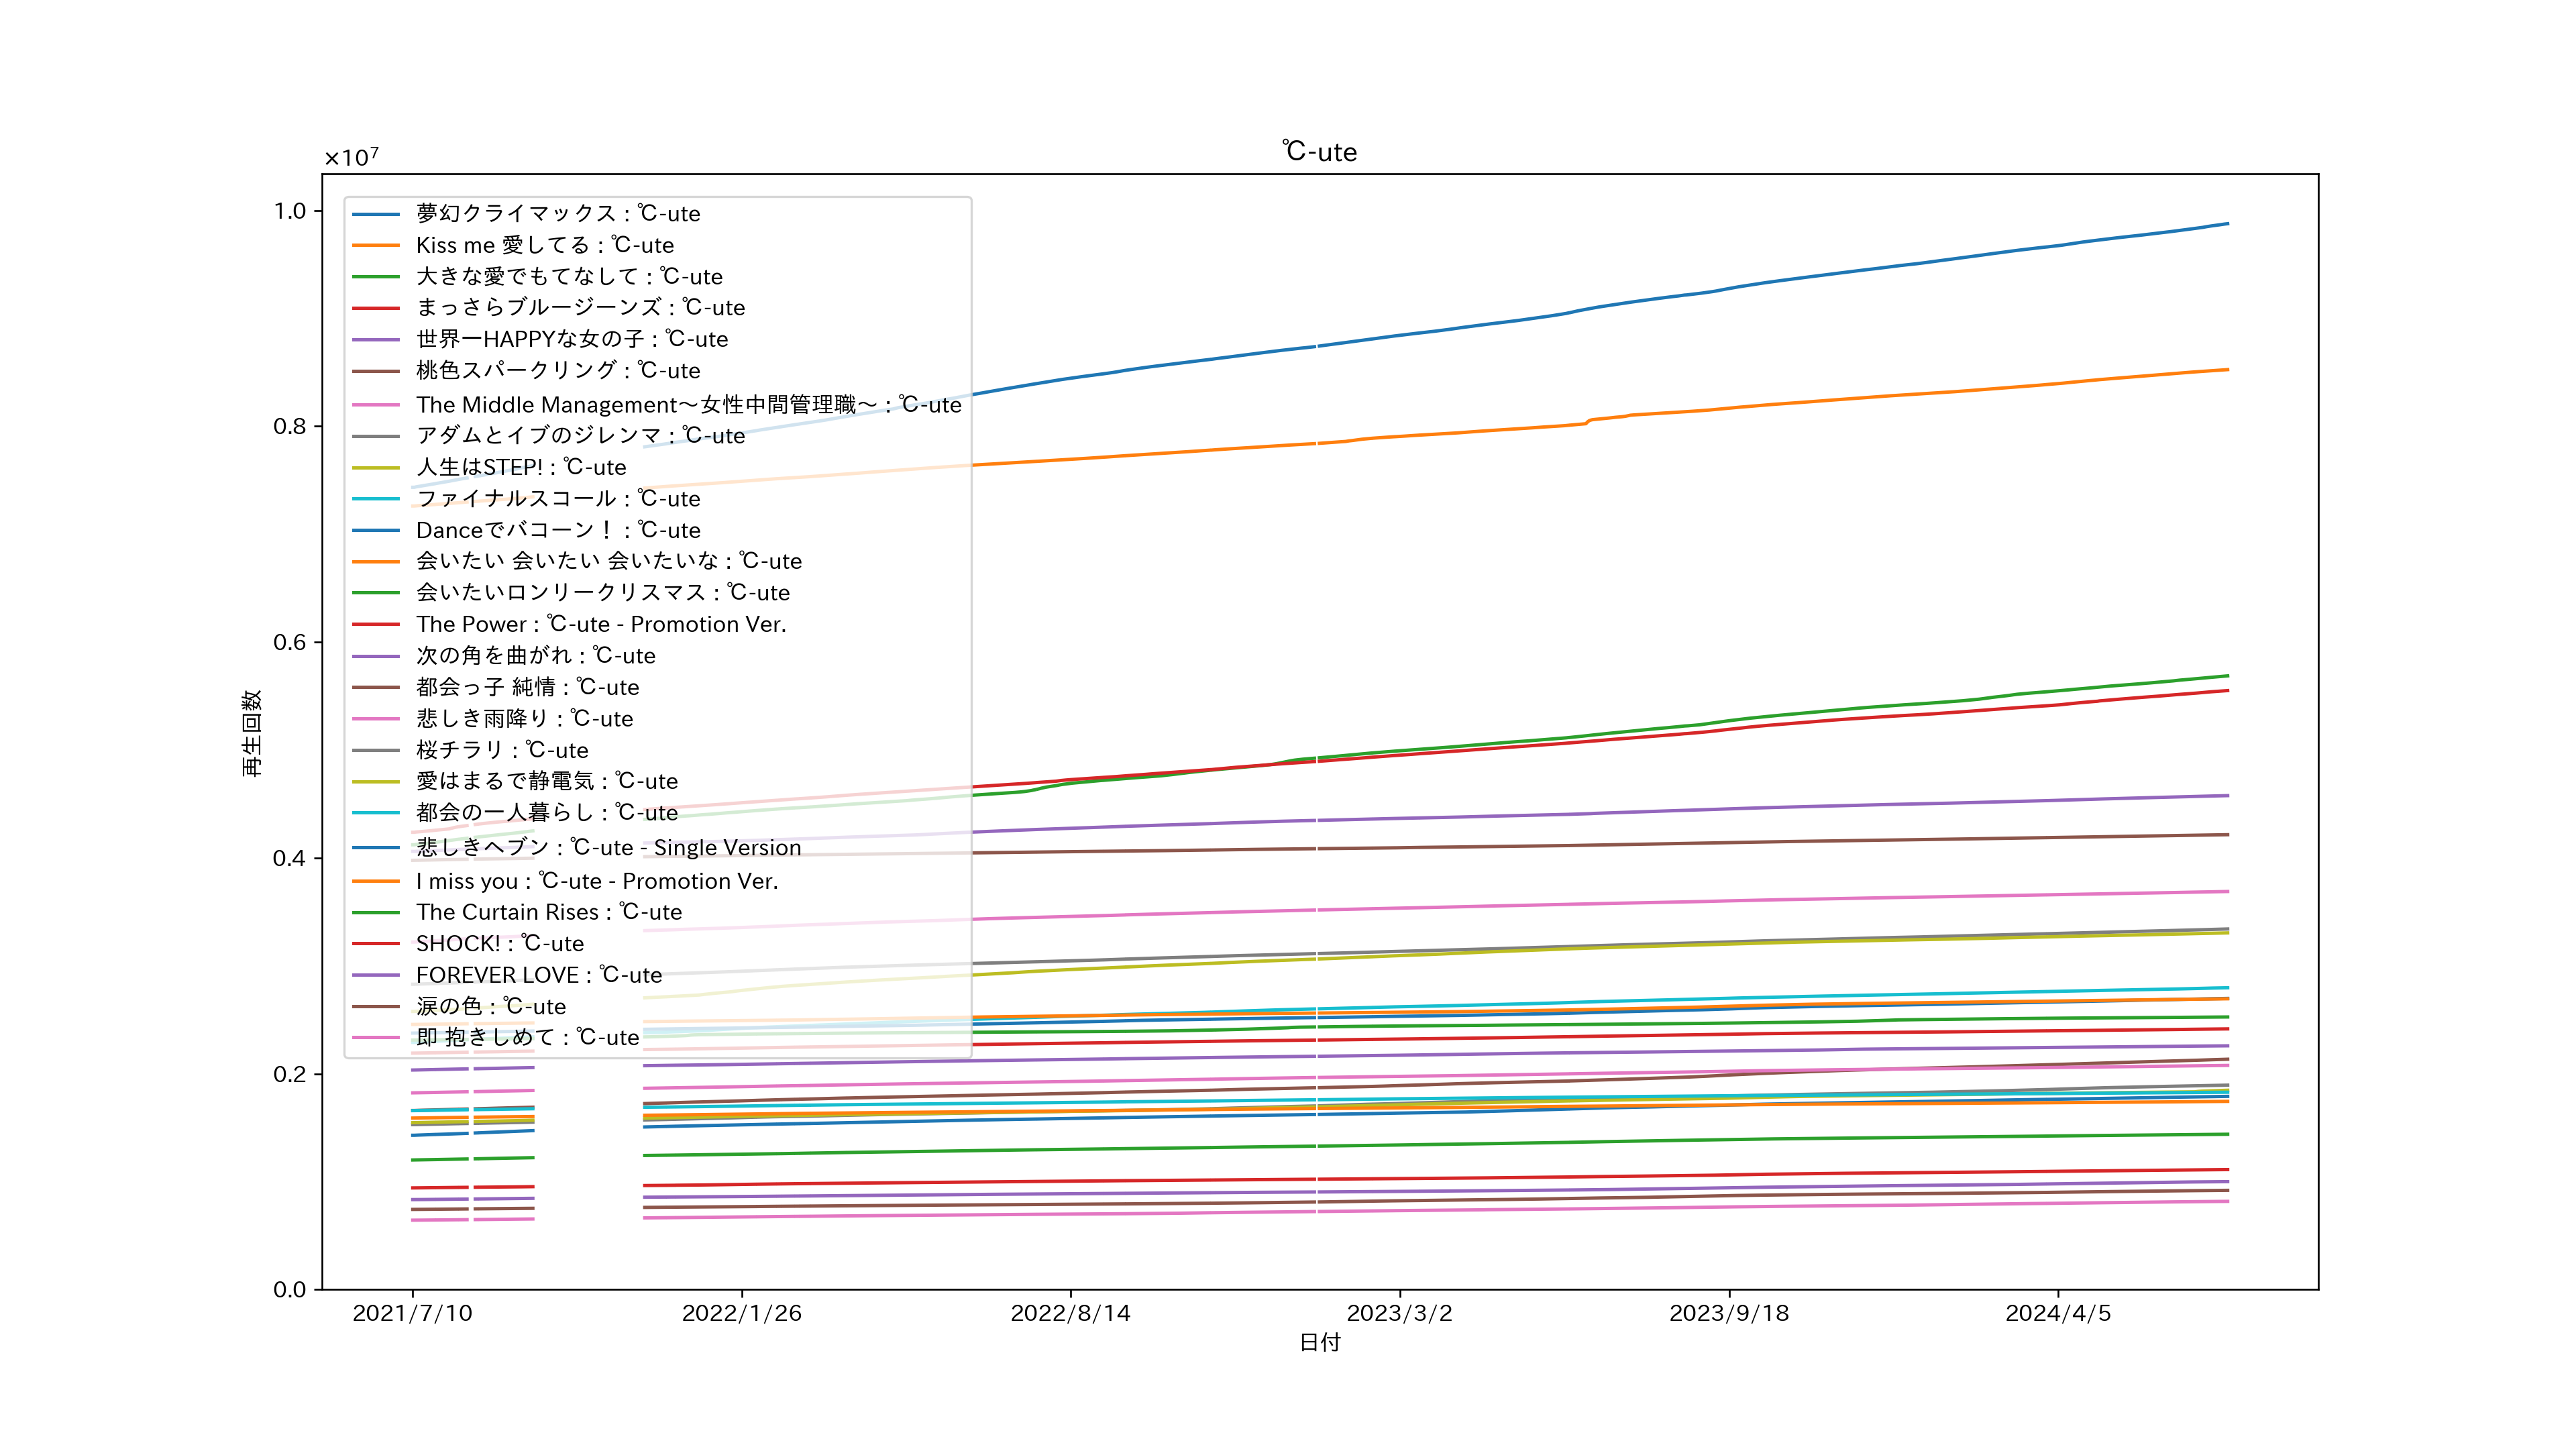 ℃-ute
×10⁷
1.0
0.8
0.6
0.4
0.2
0.0
再生回数
夢幻クライマックス : ℃-ute
Kiss me 愛してる : ℃-ute
大きな愛でもてなして : ℃-ute
まっさらブルージーンズ : ℃-ute
世界一HAPPYな女の子 : ℃-ute
桃色スパークリング : ℃-ute
The Middle Management〜女性中間管理職〜 : ℃-ute
アダムとイブのジレンマ : ℃-ute
人生はSTEP! : ℃-ute
ファイナルスコール : ℃-ute
Danceでバコーン！ : ℃-ute
会いたい 会いたい 会いたいな : ℃-ute
会いたいロンリークリスマス : ℃-ute
The Power : ℃-ute - Promotion Ver.
次の角を曲がれ : ℃-ute
都会っ子 純情 : ℃-ute
悲しき雨降り : ℃-ute
桜チラリ : ℃-ute
愛はまるで静電気 : ℃-ute
都会の一人暮らし : ℃-ute
悲しきヘブン : ℃-ute - Single Version
I miss you : ℃-ute - Promotion Ver.
The Curtain Rises : ℃-ute
SHOCK! : ℃-ute
FOREVER LOVE : ℃-ute
涙の色 : ℃-ute
即 抱きしめて : ℃-ute
2021/7/10
2022/1/26
2022/8/14
2023/3/2
2023/9/18
2024/4/5
日付